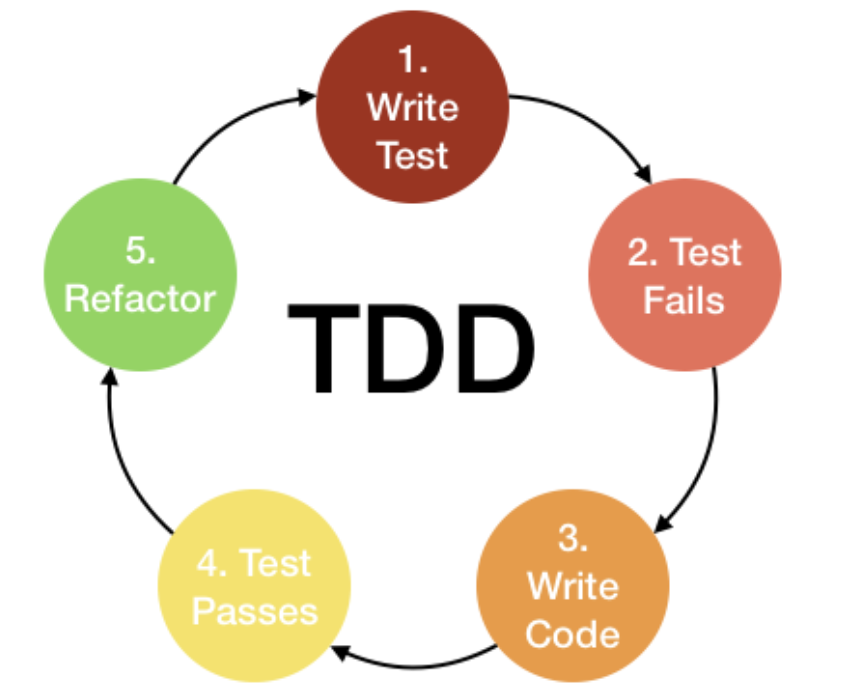 1.
Write
Test
2. Test
Fails
3.
Write
Code
4. Test
Passes
5.
Refactor
TDD